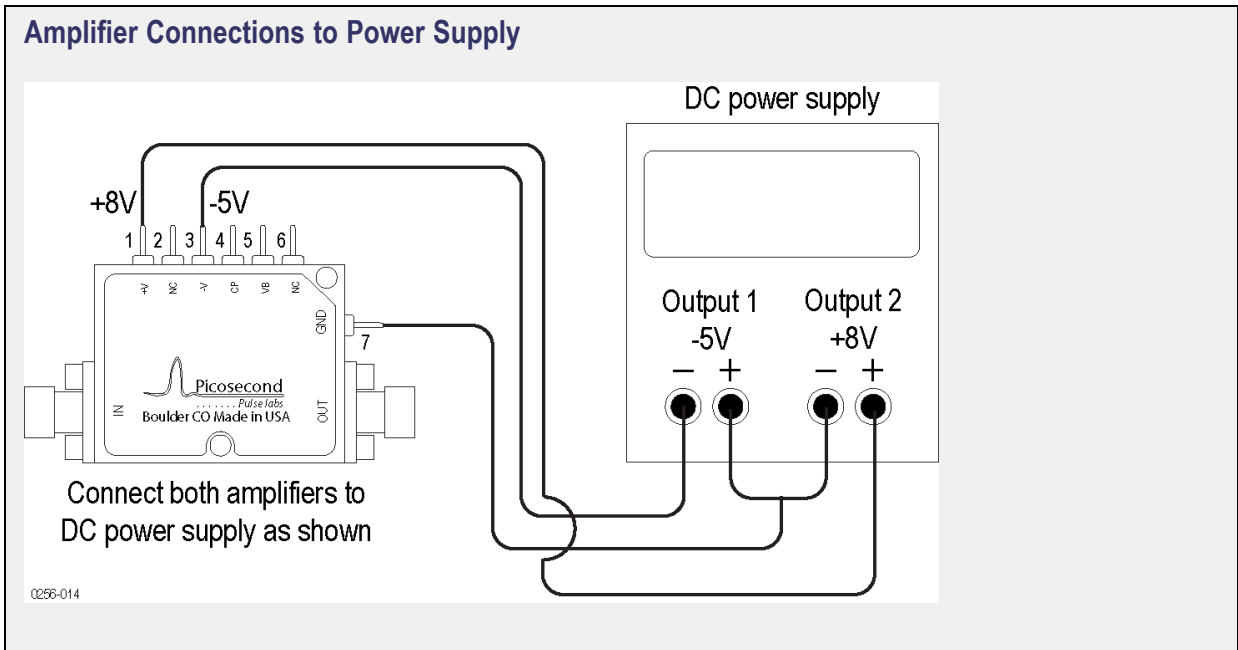 Amplifier Connections to Power Supply
DC power supply
+8V
-5V
1 2 3 4 5 6
+V NC -V CP VB NC
GND
7
Output 1
Output 2
-5V
+8V
− +
− +
Picosecond
.......Pulse labs
Boulder CO Made in USA
IN
OUT
Connect both amplifiers to
DC power supply as shown
0256-014